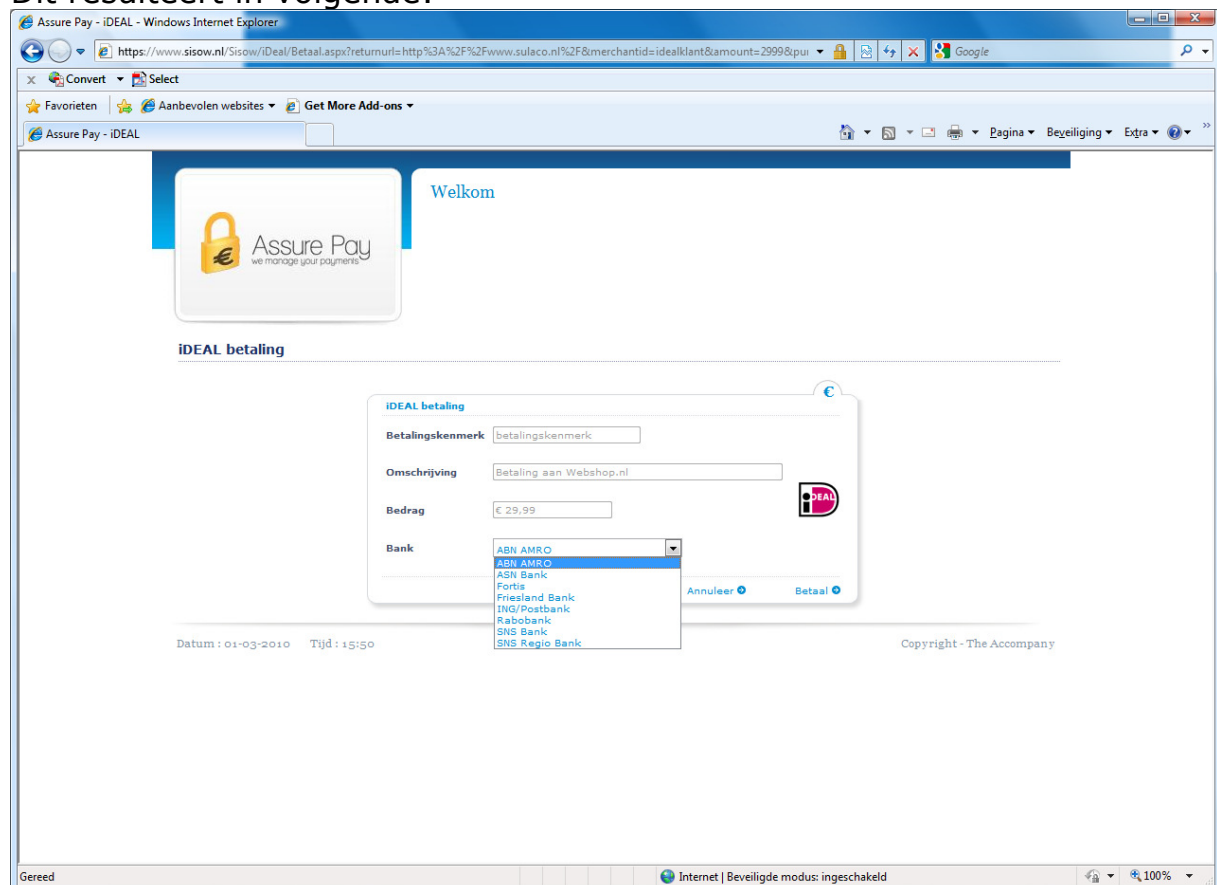 Dit resulteert in volgende:
Assure Pay - iDEAL - Windows Internet Explorer
https://www.sisow.nl/Sisow/iDeal/Betaal.aspx?returnurl=http%3A%2F%2Fwww.sulaco.nl%2F&merchantid=idealklant&amount=2999&pu
Google
x Convert Select
Favorieten Aanbevolen websites Get More Add-ons
Assure Pay - iDEAL
Pagina Beveiliging Extra
Welkom
€ Assure Pay
we manage your payments
iDEAL betaling
€
iDEAL betaling
Betalingskenmerk betalingskenmerk
Omschrijving Betaling aan Webshop.nl
iDEAL
Bedrag € 29,99
Bank ABN AMRO
ABN AMRO
ASN Bank
Fortis
Friesland Bank
ING/Postbank
Rabobank
SNS Bank
SNS Regio Bank
Annuleer Betaal
Datum : 01-03-2010 Tijd : 15:50
Copyright - The Accompany
Gereed
Internet | Beveiligde modus: ingeschakeld
100%